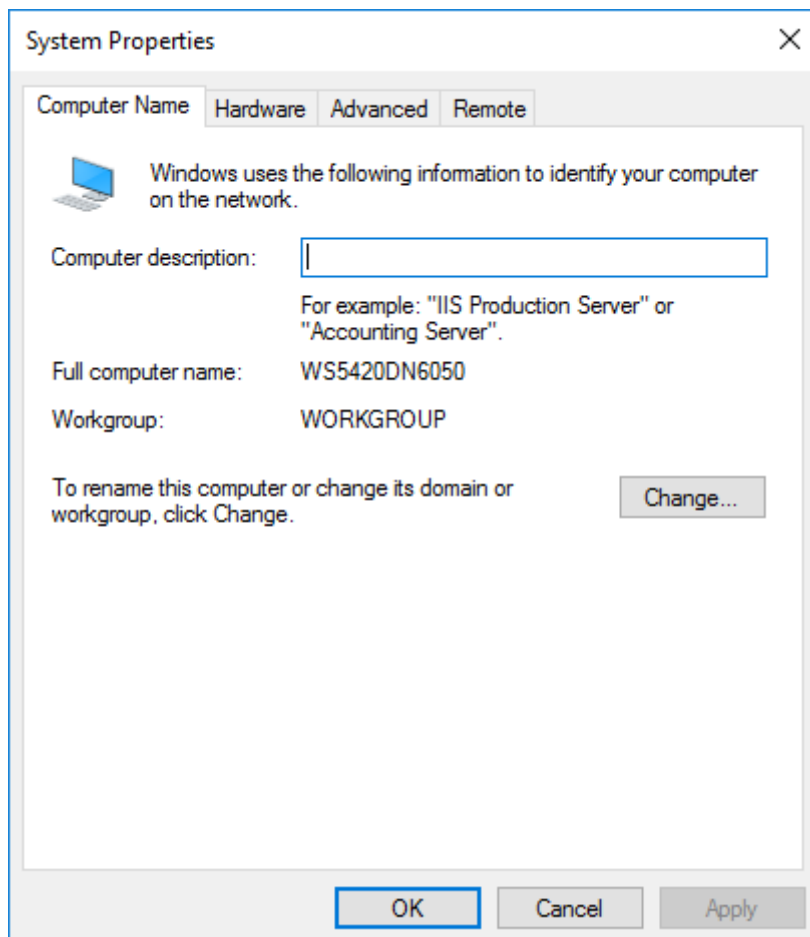 System Properties
Computer Name Hardware Advanced Remote
Windows uses the following information to identify your computer
on the network.
Computer description:
For example: "IIS Production Server" or
"Accounting Server".
Full computer name: WS5420DN6050
Workgroup: WORKGROUP
To rename this computer or change its domain or
workgroup, click Change.
Change...
OK Cancel Apply